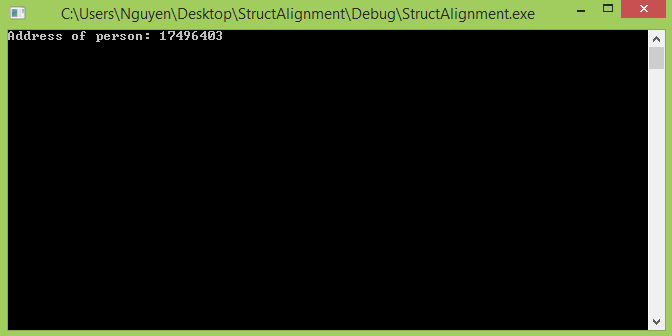 C:\Users\Nguyen\Desktop\StructAlignment\Debug\StructAlignment.exe
Address of person: 17496403